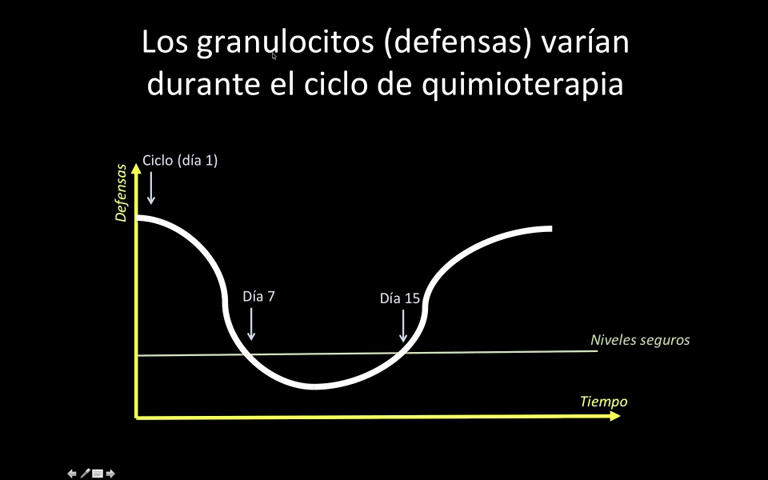 Los granulocitos (defensas) varían
durante el ciclo de quimioterapia
Ciclo (día 1)
Defensas
Día 7
Día 15
Niveles seguros
Tiempo